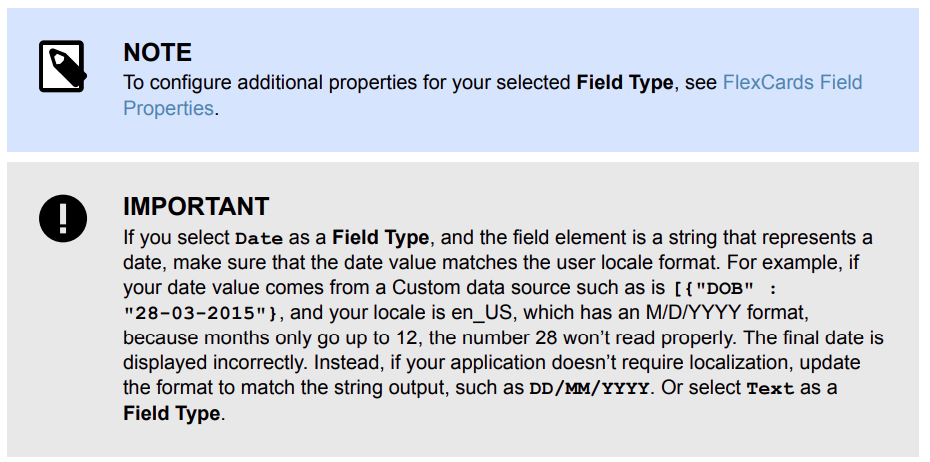 NOTE
To configure additional properties for your selected Field Type, see FlexCards Field
Properties.
IMPORTANT
If you select Date as a Field Type, and the field element is a string that represents a
date, make sure that the date value matches the user locale format. For example, if
your date value comes from a Custom data source such as is [{"DOB" :
"28-03-2015"}, and your locale is en_US, which has an M/D/YYYY format,
because months only go up to 12, the number 28 won’t read properly. The final date is
displayed incorrectly. Instead, if your application doesn’t require localization, update
the format to match the string output, such as DD/MM/YYYY. Or select Text as a
Field Type.